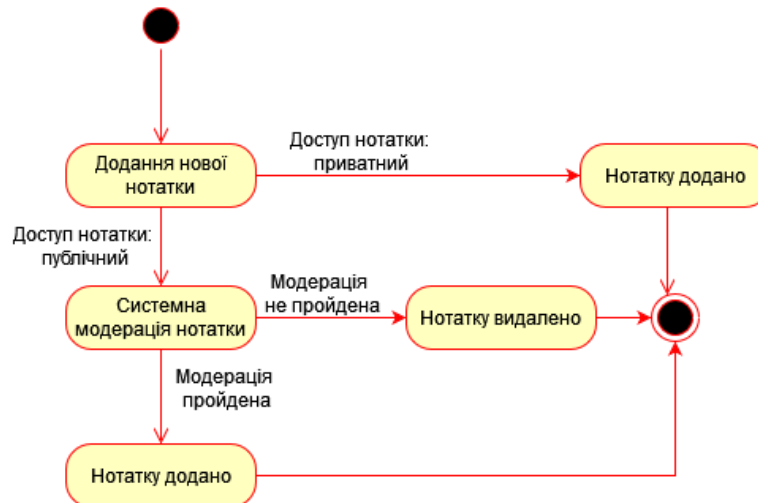 Додання нової
нотатки
Доступ нотатки:
приватний
Нотатку додано
Доступ нотатки:
публічний
Системна
модерація нотатки
Модерація
не пройдена
Нотатку видалено
Модерація
пройдена
Нотатку додано